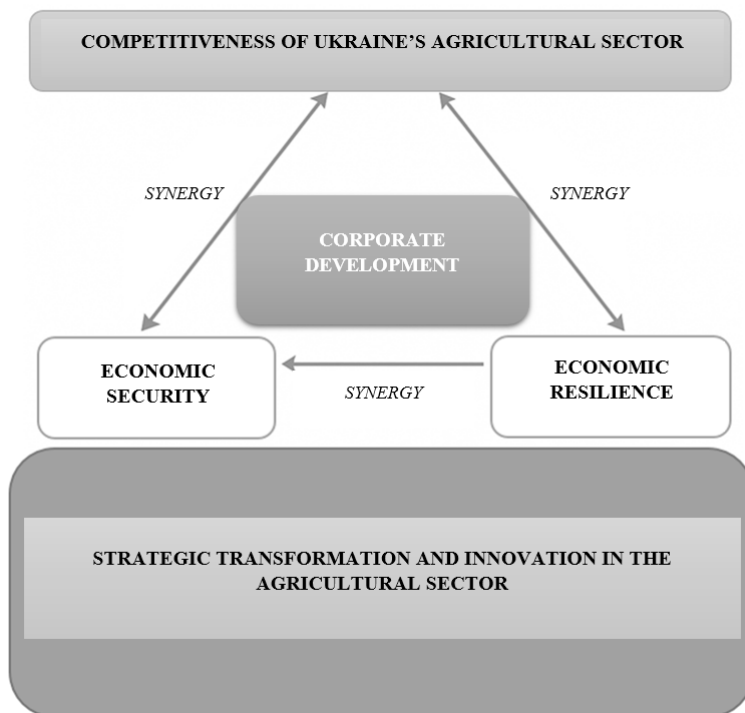 COMPETITIVENESS OF UKRAINE’S AGRICULTURAL SECTOR
SYNERGY
SYNERGY
CORPORATE
DEVELOPMENT
ECONOMIC
SECURITY
SYNERGY
ECONOMIC
RESILIENCE
STRATEGIC TRANSFORMATION AND INNOVATION IN THE
AGRICULTURAL SECTOR